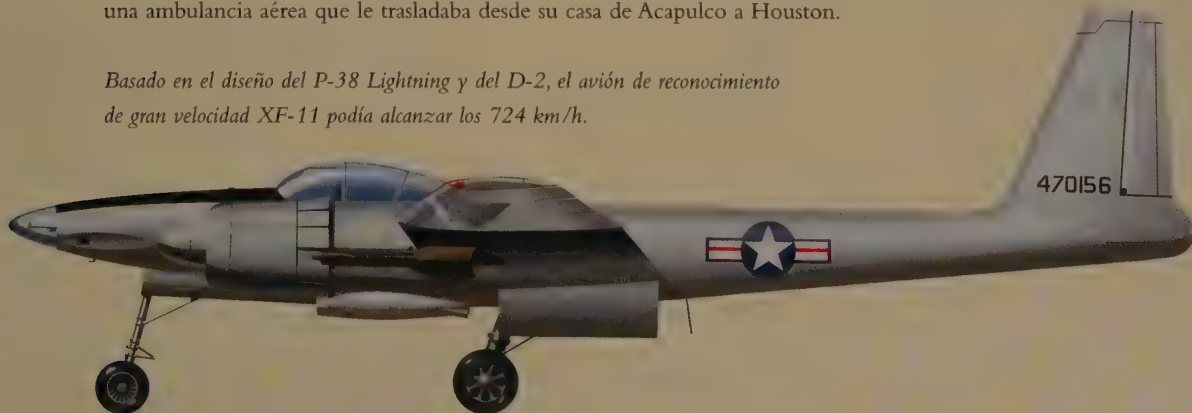 una ambulancia aérea que le trasladaba desde su casa de Acapulco a Houston.
Basado en el diseño del P-38 Lightning y del D-2, el avión de reconocimiento
de gran velocidad XF-11 podía alcanzar los 724 km/h.
470156